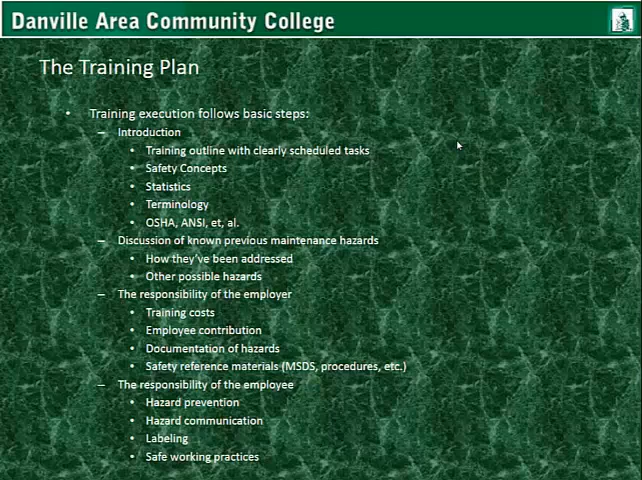 Danville Area Community College
The Training Plan
• Training execution follows basic steps:
– Introduction
• Training outline with clearly scheduled tasks
• Safety Concepts
• Statistics
• Terminology
• OSHA, ANSI, et, al.
– Discussion of known previous maintenance hazards
• How they've been addressed
• Other possible hazards
– The responsibility of the employer
• Training costs
• Employee contribution
• Documentation of hazards
• Safety reference materials (MSDS, procedures, etc.)
– The responsibility of the employee
• Hazard prevention
• Hazard communication
• Labeling
• Safe working practices